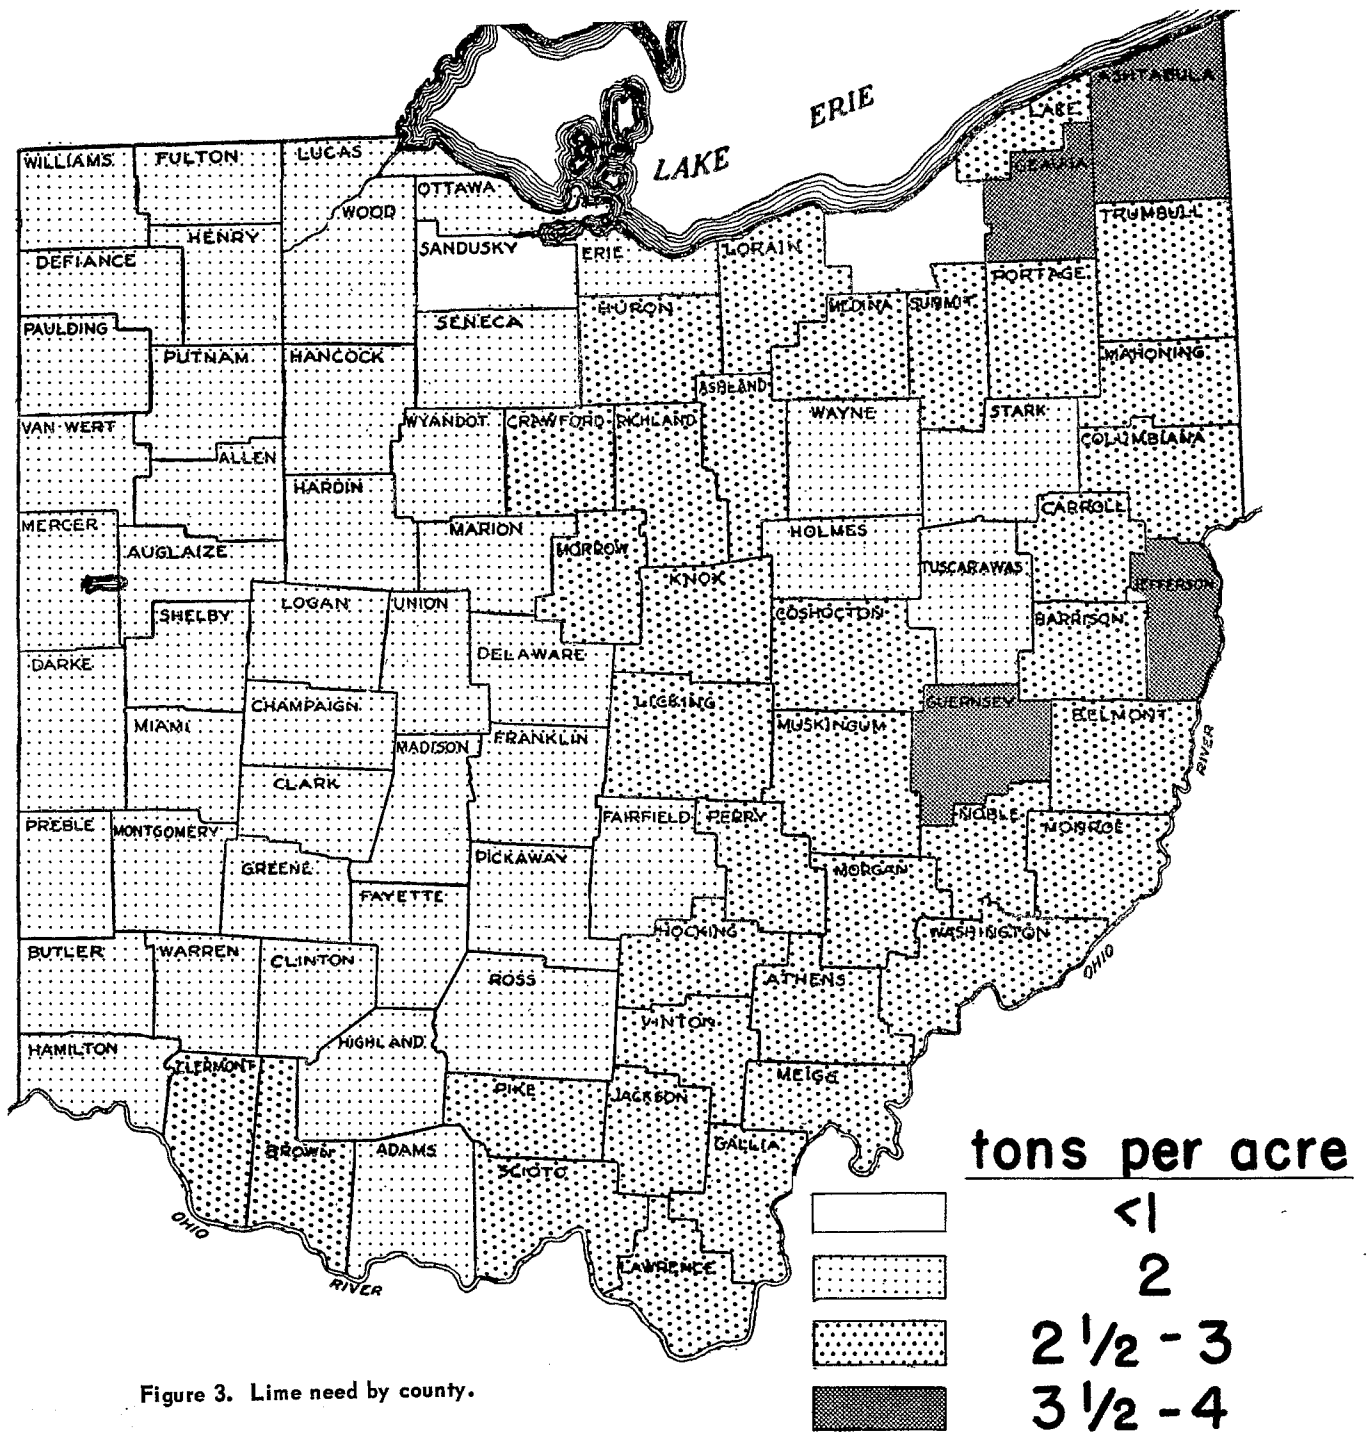 ERIE
LAKE
ASHTABULA
LAKE
GEAUGA
WILLIAMS
FULTON
LUCAS
OTTAWA
WOOD
TRUMBULL
HENRY
SANDUSKY
ERIE
LORAIN
DEFIANCE
PORTAGE
HURON
MEDINA
SUMMIT
PAULDING
SENECA
PUTNAM
HANCOCK
MAHONING
ASHLAND
VAN WERT
WYANDOT
CRAWFORD
RICHLAND
WAYNE
STARK
COLUMBIANA
ALLEN
HARDIN
CARROLL
MERCER
MARION
HOLMES
AUGLAIZE
MORROW
KNOX
TUSCARAWAS
JEFFERSON
SHELBY
LOGAN
UNION
COSHOCTON
HARRISON
DARKE
DELAWARE
CHAMPAIGN
LICKING
GUERNSEY
BELMONT
MIAMI
MADISON
FRANKLIN
MUSKINGUM
RIVER
CLARK
PREBLE
MONTGOMERY
FAIRFIELD
PERRY
NOBLE
MONROE
GREENE
PICKAWAY
MORGAN
FAYETTE
HOCKING
WASHINGTON
BUTLER
WARREN
CLINTON
ROSS
ATHENS
OHIO
HAMILTON
HIGHLAND
VINTON
CLERMONT
PIKE
JACKSON
MEIGS
BROWN
ADAMS
SCIOTO
GALLIA
OHIO
RIVER
LAWRENCE
tons per acre
<1
2
2 1/2 - 3
3 1/2 - 4
Figure 3. Lime need by county.